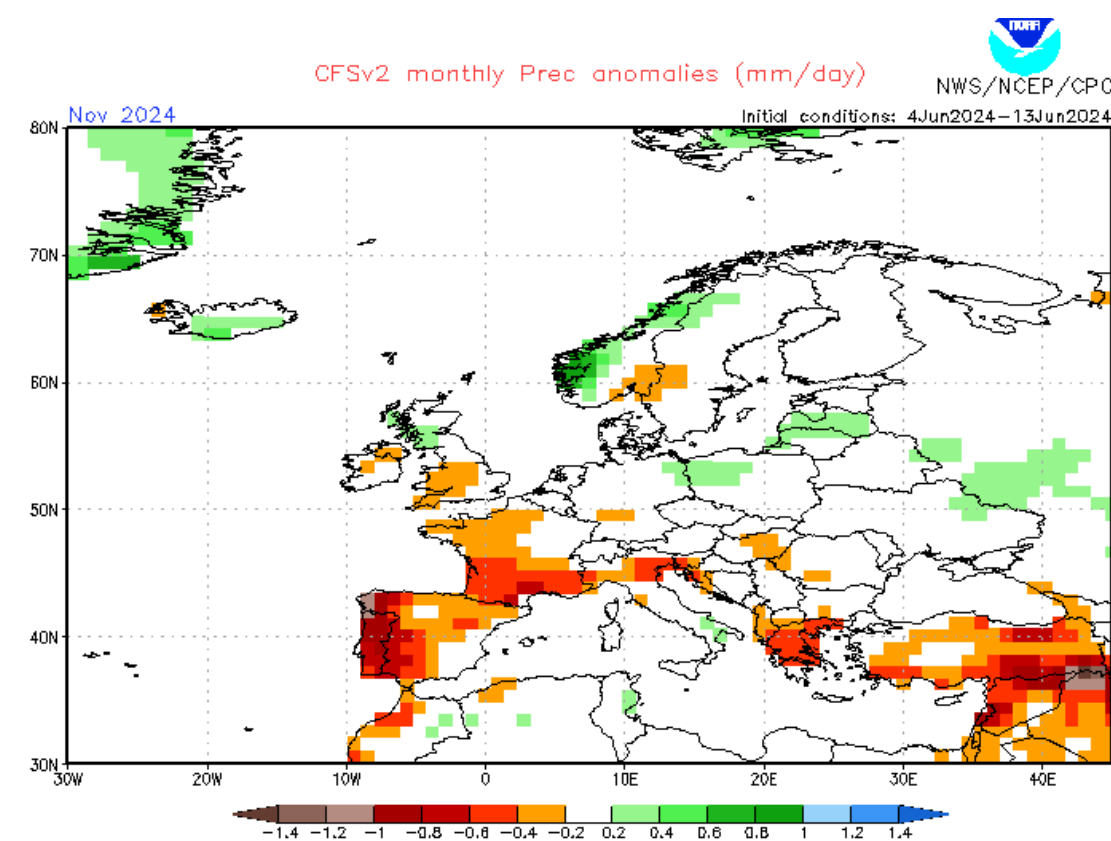 noaa
CFSv2 monthly Prec anomalies (mm/day)
NWS/NCEP/CPC
Nov 2024
Initial conditions: 4Jun2024–13Jun2024
80N
70N
60N
50N
40N
30N
30W 20W 10W 0 10E 20E 30E 40E
−1.4 −1.2 −1 −0.8 −0.6 −0.4 −0.2 0.2 0.4 0.6 0.8 1 1.2 1.4